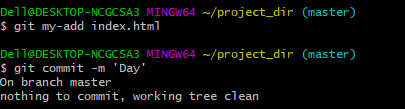 Dell@DESKTOP-NCGCSA3 MINGW64 ~/project_dir (master)
$ git my-add index.html
Dell@DESKTOP-NCGCSA3 MINGW64 ~/project_dir (master)
$ git commit -m 'Day'
On branch master
nothing to commit, working tree clean